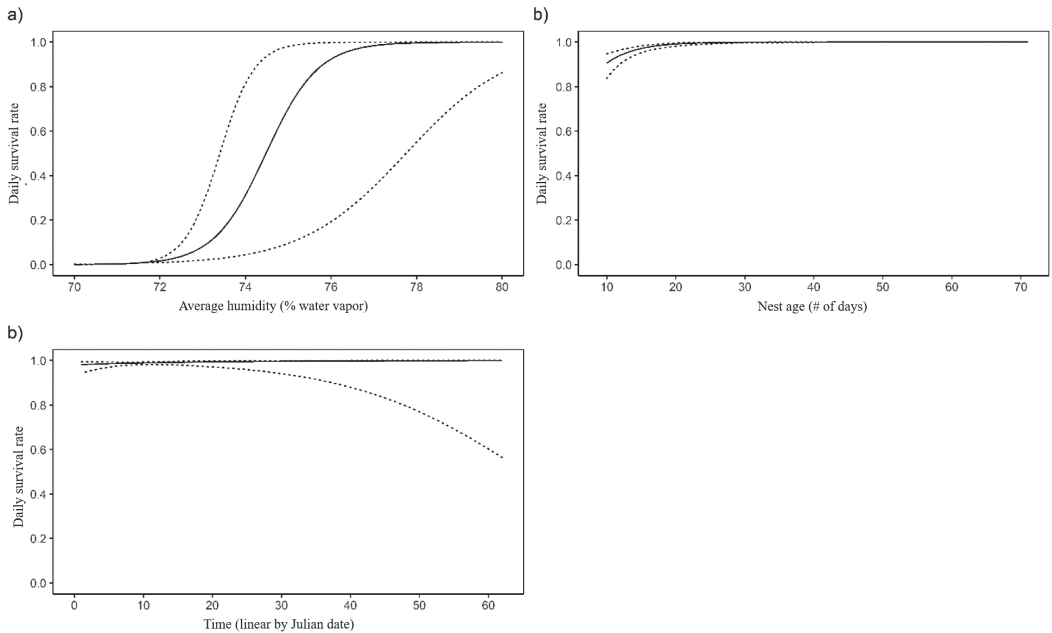 a)
1.0
0.8
0.6
0.4
0.2
0.0
Daily survival rate
70 72 74 76 78 80
Average humidity (% water vapor)
b)
1.0
0.8
0.6
0.4
0.2
0.0
Daily survival rate
10 20 30 40 50 60 70
Nest age (# of days)
b)
1.0
0.8
0.6
0.4
0.2
0.0
Daily survival rate
0 10 20 30 40 50 60
Time (linear by Julian date)